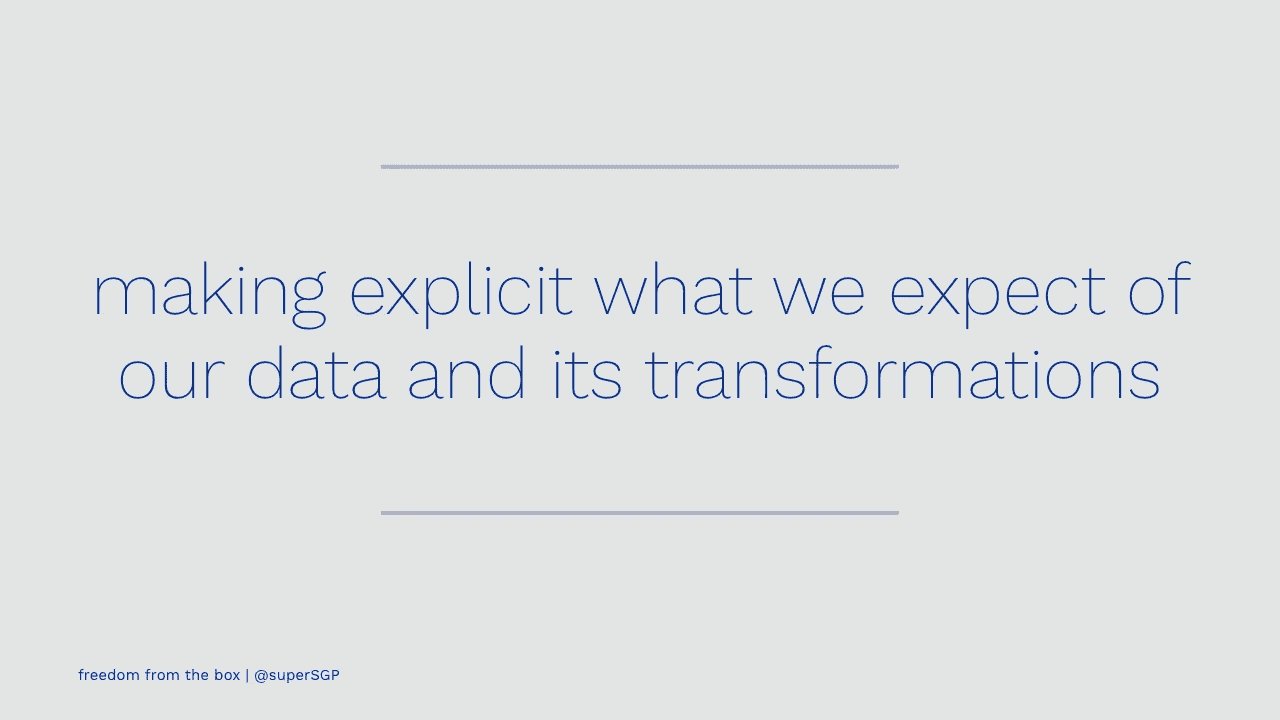 making explicit what we expect of
our data and its transformations
freedom from the box | @superSGP